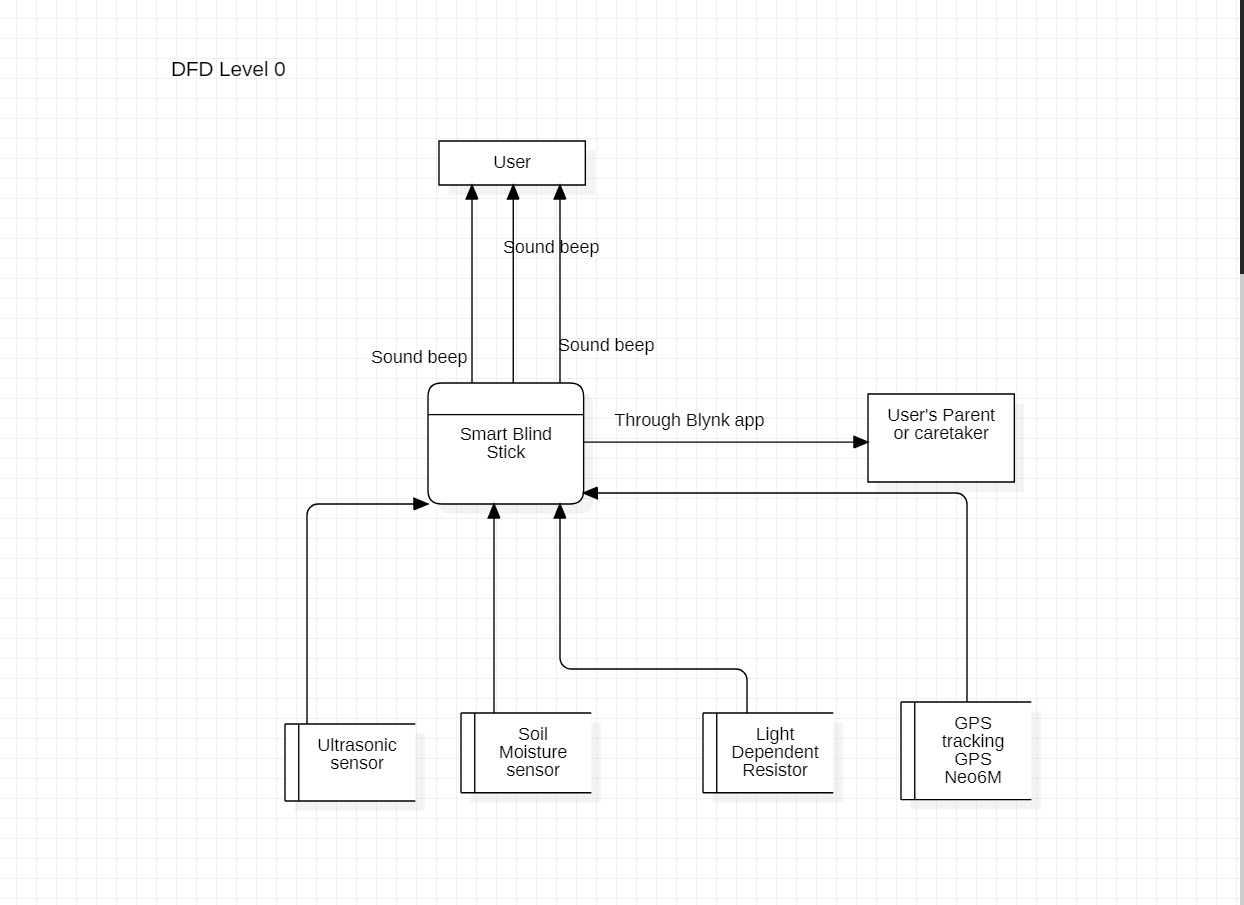 DFD Level 0
User
Sound beep
Sound beep
Sound beep
Smart Blind
Stick
Through Blynk app
User's Parent
or caretaker
Ultrasonic
sensor
Soil
Moisture
sensor
Light
Dependent
Resistor
GPS
tracking
GPS
Neo6M